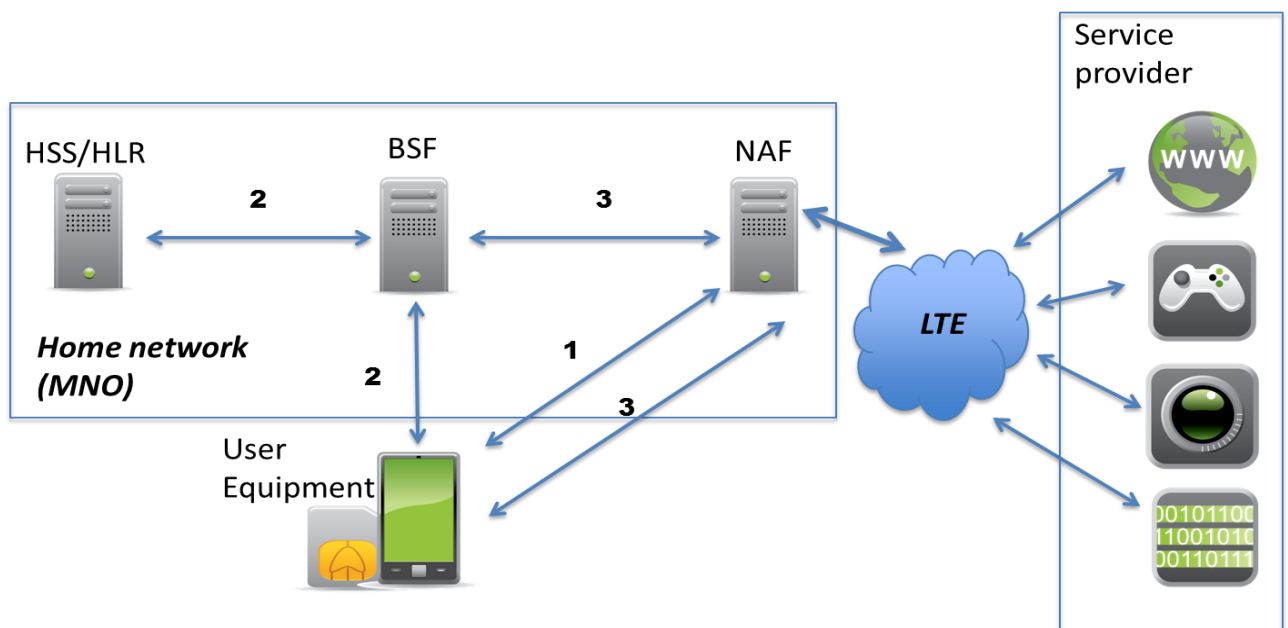 Service
provider
HSS/HLR
BSF
NAF
WWW
2
3
Home network
(MNO)
LTE
1
2
3
User
Equipment
00101100
11001010
00110111